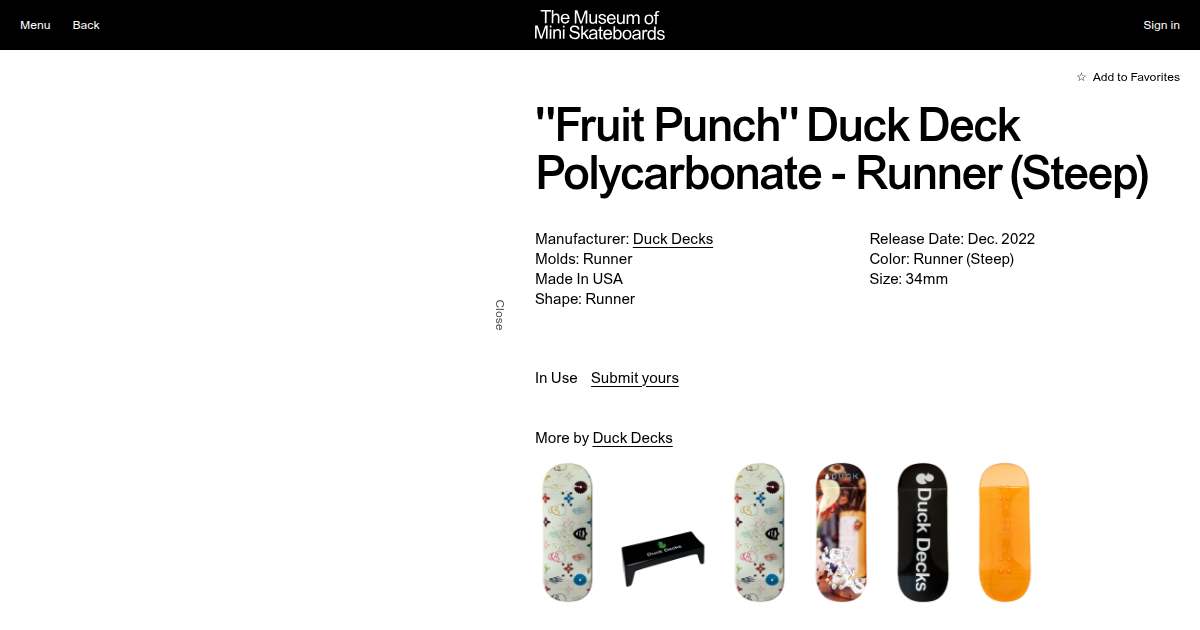 Menu
Back
The Museum of
Mini Skateboards
Sign in
☆ Add to Favorites
"Fruit Punch" Duck Deck
Polycarbonate - Runner (Steep)
Manufacturer: Duck Decks
Molds: Runner
Made In USA
Shape: Runner
Release Date: Dec. 2022
Color: Runner (Steep)
Size: 34mm
Close
In Use Submit yours
More by Duck Decks
Duck Decks
DUCK
Duck Decks